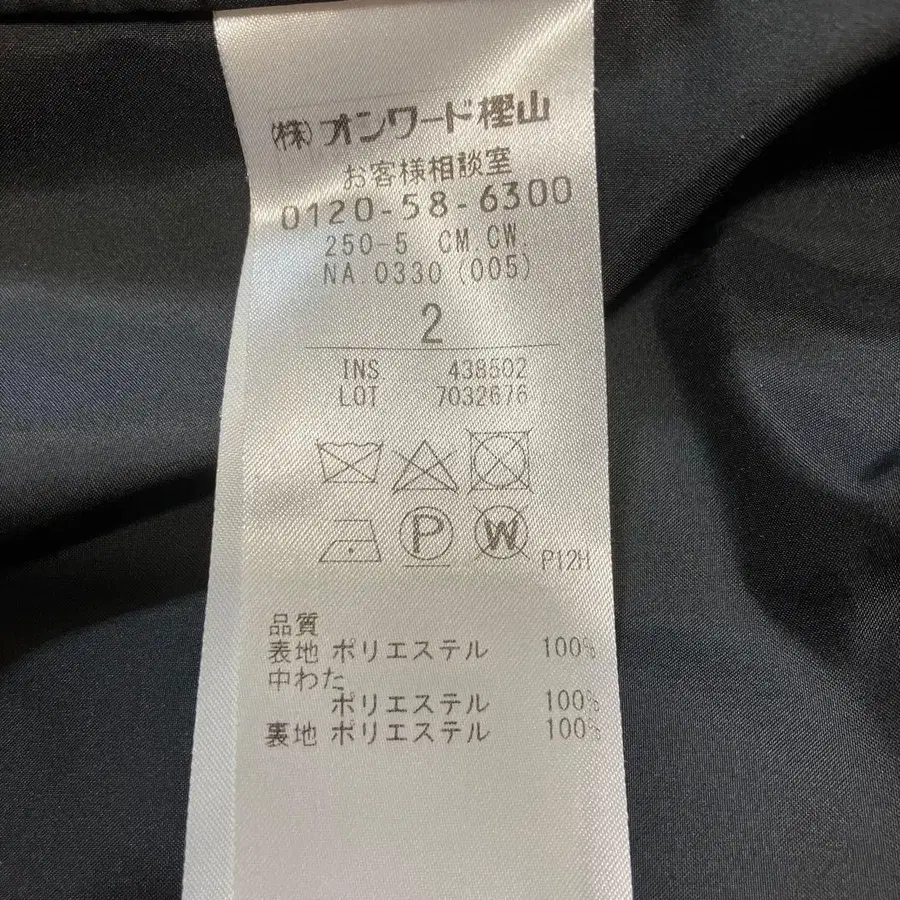 (株)オンワード樫山
お客様相談室
0120-58-6300
250-5 CM.CW.
NA.0330(005)
2
INS. 438502
LOT 7032676
P W P12H
品質
表地 ポリエステル 100%
中わた
ポリエステル 100%
裏地 ポリエステル 100%